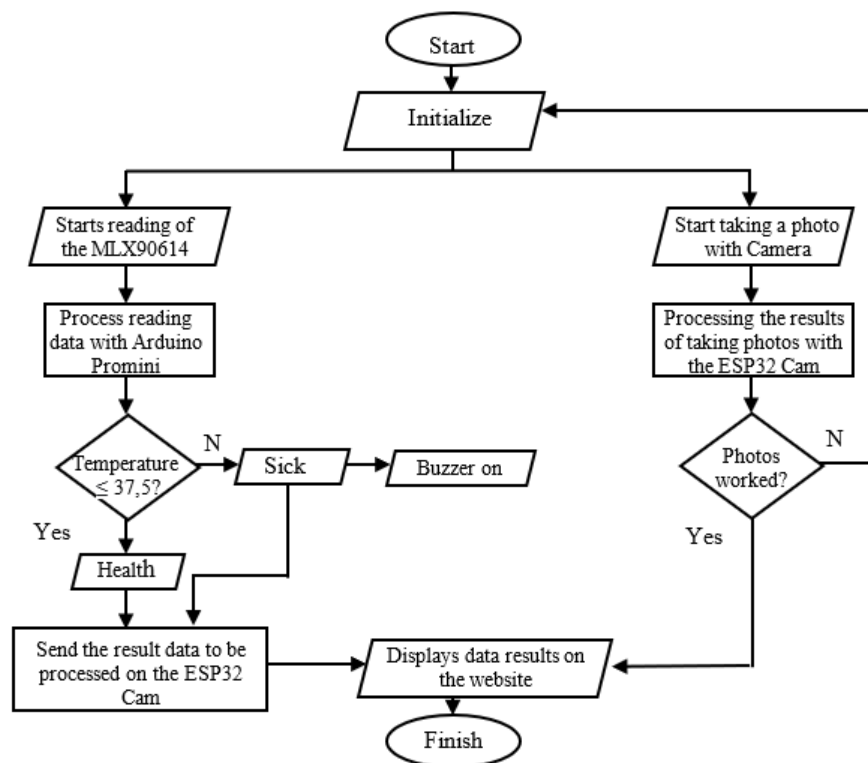 Start
Initialize
Starts reading of
the MLX90614
Start taking a photo
with Camera
Process reading
data with Arduino
Promini
Processing the results
of taking photos with
the ESP32 Cam
Temperature
≤ 37,5?
N
Sick
Buzzer on
Photos
worked?
N
Yes
Yes
Health
Send the result data to be
processed on the ESP32
Cam
Displays data results on
the website
Finish